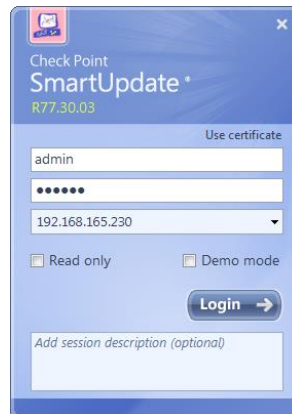 Check Point
SmartUpdate
R77.30.03
Use certificate
admin
••••••
192.168.165.230
Read only
Demo mode
Login
Add session description (optional)